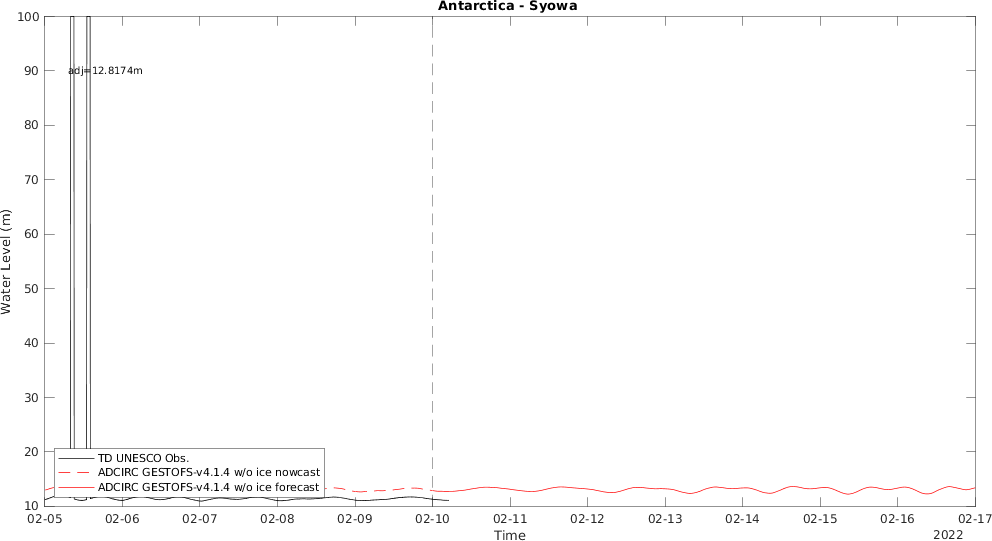 Antarctica - Syowa
100
90
80
70
60
50
40
30
20
10
Water Level (m)
adj=12.8174m
TD UNESCO Obs.
ADCIRC GESTOFS-v4.1.4 w/o ice nowcast
ADCIRC GESTOFS-v4.1.4 w/o ice forecast
02-05 02-06 02-07 02-08 02-09 02-10 02-11 02-12 02-13 02-14 02-15 02-16 02-17
Time
2022